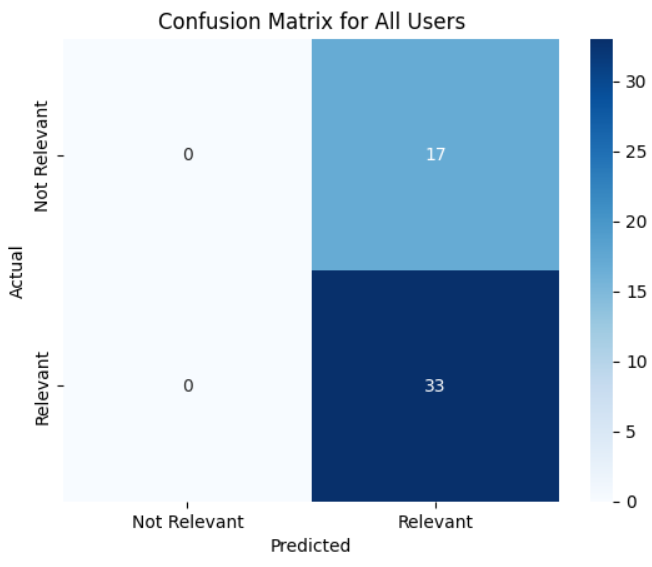 Confusion Matrix for All Users
Not Relevant
Relevant
Actual
0
17
0
33
Not Relevant
Relevant
Predicted
30
25
20
15
10
5
0